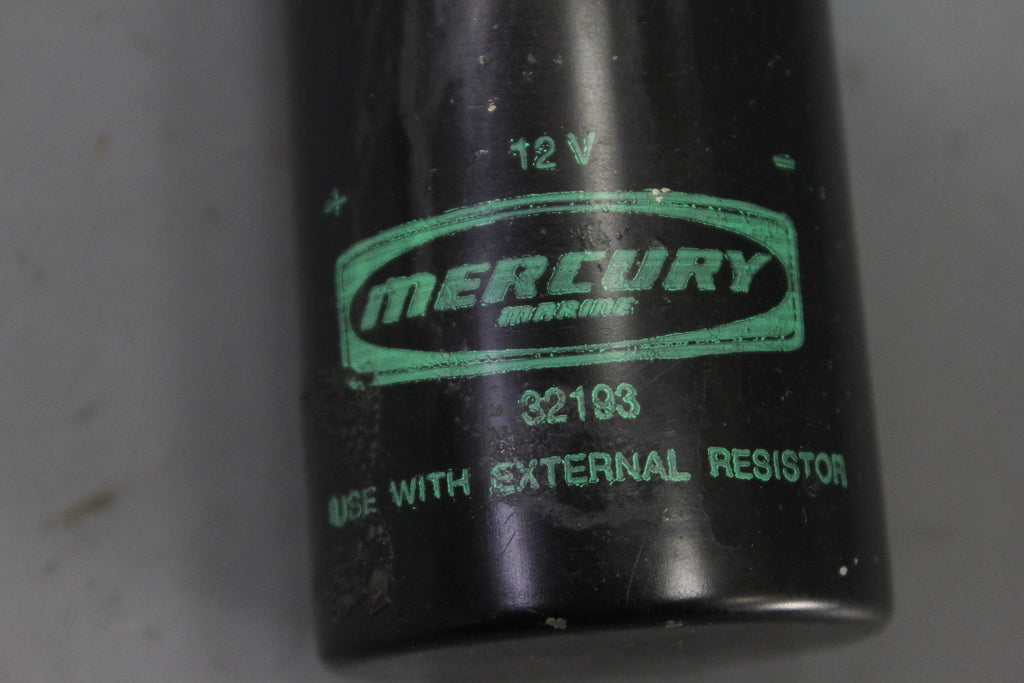 12 V
+ -
MERCURY
MARINE
32193
USE WITH EXTERNAL RESISTOR